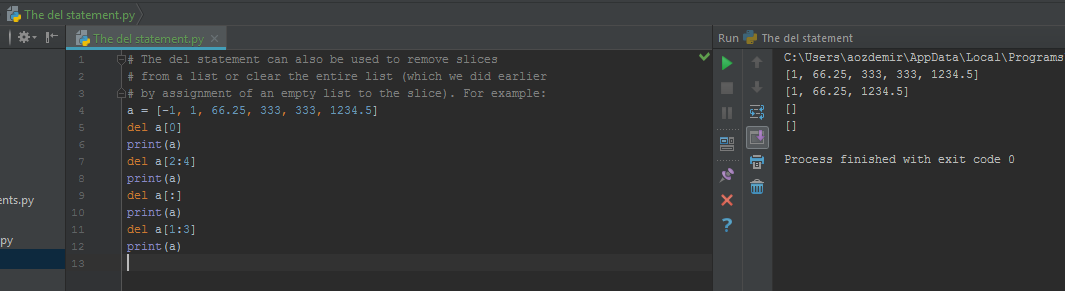 The del statement.py
The del statement.py
1 # The del statement can also be used to remove slices
2 # from a list or clear the entire list (which we did earlier
3 # by assignment of an empty list to the slice). For example:
4 a = [-1, 1, 66.25, 333, 333, 1234.5]
5 del a[0]
6 print(a)
7 del a[2:4]
8 print(a)
9 del a[:]
10 print(a)
11 del a[1:3]
12 print(a)
13
ents.py
py
Run The del statement
C:\Users\aozdemir\AppData\Local\Programs
[1, 66.25, 333, 333, 1234.5]
[1, 66.25, 1234.5]
[]
[]
Process finished with exit code 0